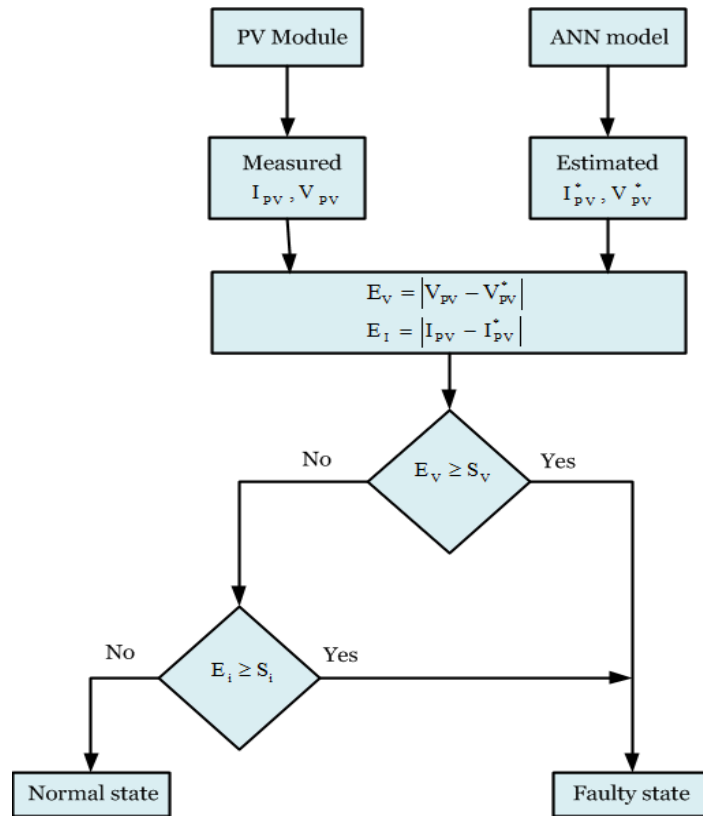 PV Module
ANN model
Measured
I_PV , V_PV
Estimated
I*_PV , V*_PV
E_V = |V_PV − V*_PV|
E_I = |I_PV − I*_PV|
No
E_V ≥ S_V
Yes
No
E_i ≥ S_i
Yes
Normal state
Faulty state